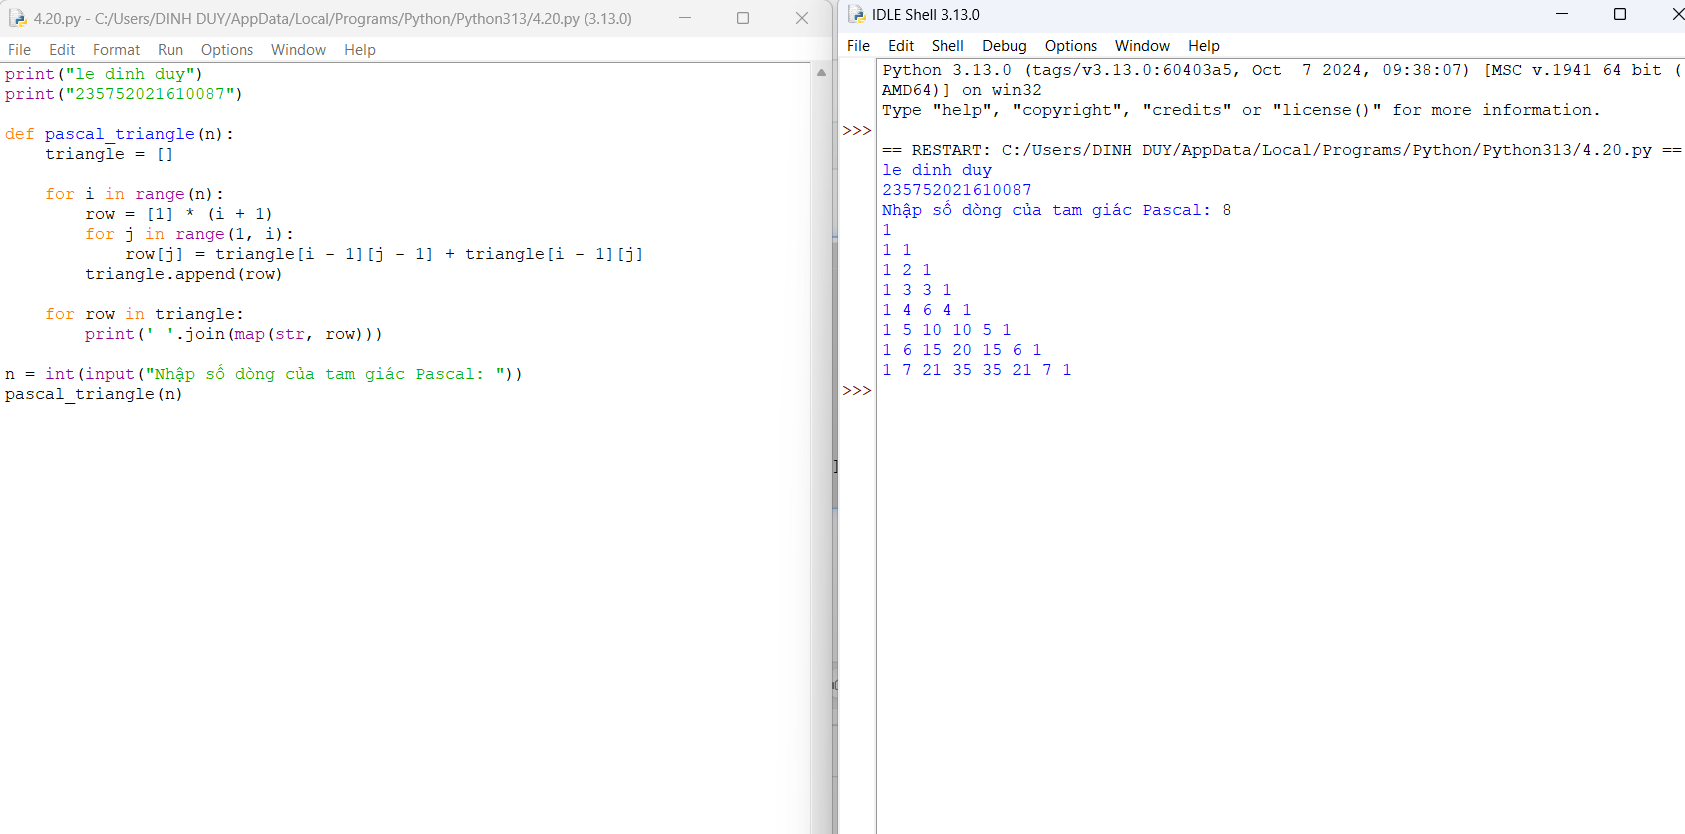 4.20.py - C:/Users/DINH DUY/AppData/Local/Programs/Python/Python313/4.20.py (3.13.0)
File Edit Format Run Options Window Help
print("le dinh duy")
print("235752021610087")
def pascal_triangle(n):
    triangle = []
    for i in range(n):
        row = [1] * (i + 1)
        for j in range(1, i):
            row[j] = triangle[i - 1][j - 1] + triangle[i - 1][j]
        triangle.append(row)
    for row in triangle:
        print(' '.join(map(str, row)))
n = int(input("Nhập số dòng của tam giác Pascal: "))
pascal_triangle(n)
IDLE Shell 3.13.0
File Edit Shell Debug Options Window Help
Python 3.13.0 (tags/v3.13.0:60403a5, Oct  7 2024, 09:38:07) [MSC v.1941 64 bit (
AMD64)] on win32
Type "help", "copyright", "credits" or "license()" for more information.
>>>
== RESTART: C:/Users/DINH DUY/AppData/Local/Programs/Python/Python313/4.20.py ==
le dinh duy
235752021610087
Nhập số dòng của tam giác Pascal: 8
1
1 1
1 2 1
1 3 3 1
1 4 6 4 1
1 5 10 10 5 1
1 6 15 20 15 6 1
1 7 21 35 35 21 7 1
>>>